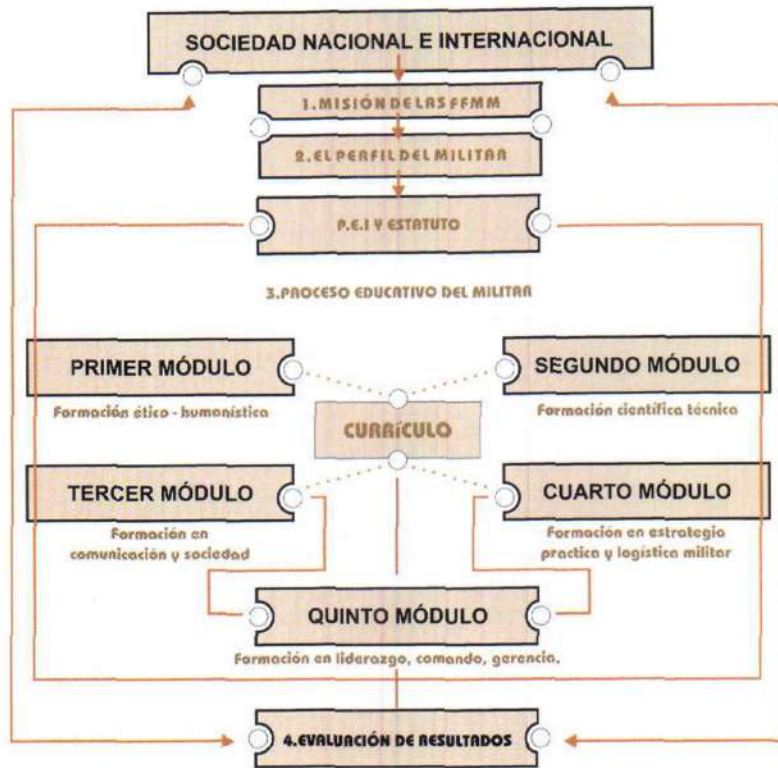 SOCIEDAD NACIONAL E INTERNACIONAL
1.MISIÓN DE LAS FFMM
2.EL PERFIL DEL MILITAR
P.E.I Y ESTATUTO
3.PROCESO EDUCATIVO DEL MILITAR
PRIMER MÓDULO
Formación ético - humanística
SEGUNDO MÓDULO
Formación científica técnica
CURRÍCULO
TERCER MÓDULO
Formación en
comunicación y sociedad
CUARTO MÓDULO
Formación en estrategia
practica y logística militar
QUINTO MÓDULO
Formación en liderazgo, comando, gerencia.
4.EVALUACIÓN DE RESULTADOS